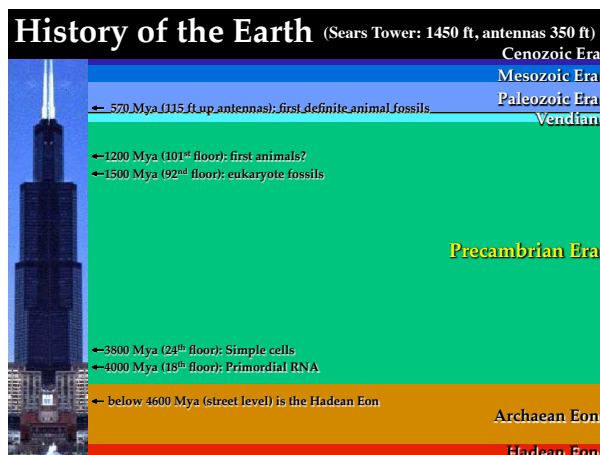 History of the Earth (Sears Tower: 1450 ft, antennas 350 ft)
Cenozoic Era
Mesozoic Era
Paleozoic Era
570 Mya (115 ft up antennas): first definite animal fossils
Vendian
1200 Mya (101st floor): first animals?
1500 Mya (92nd floor): eukaryote fossils
Precambrian Era
3800 Mya (24th floor): Simple cells
4000 Mya (18th floor): Primordial RNA
below 4600 Mya (street level) is the Hadean Eon
Archaean Eon
Hadean Eon